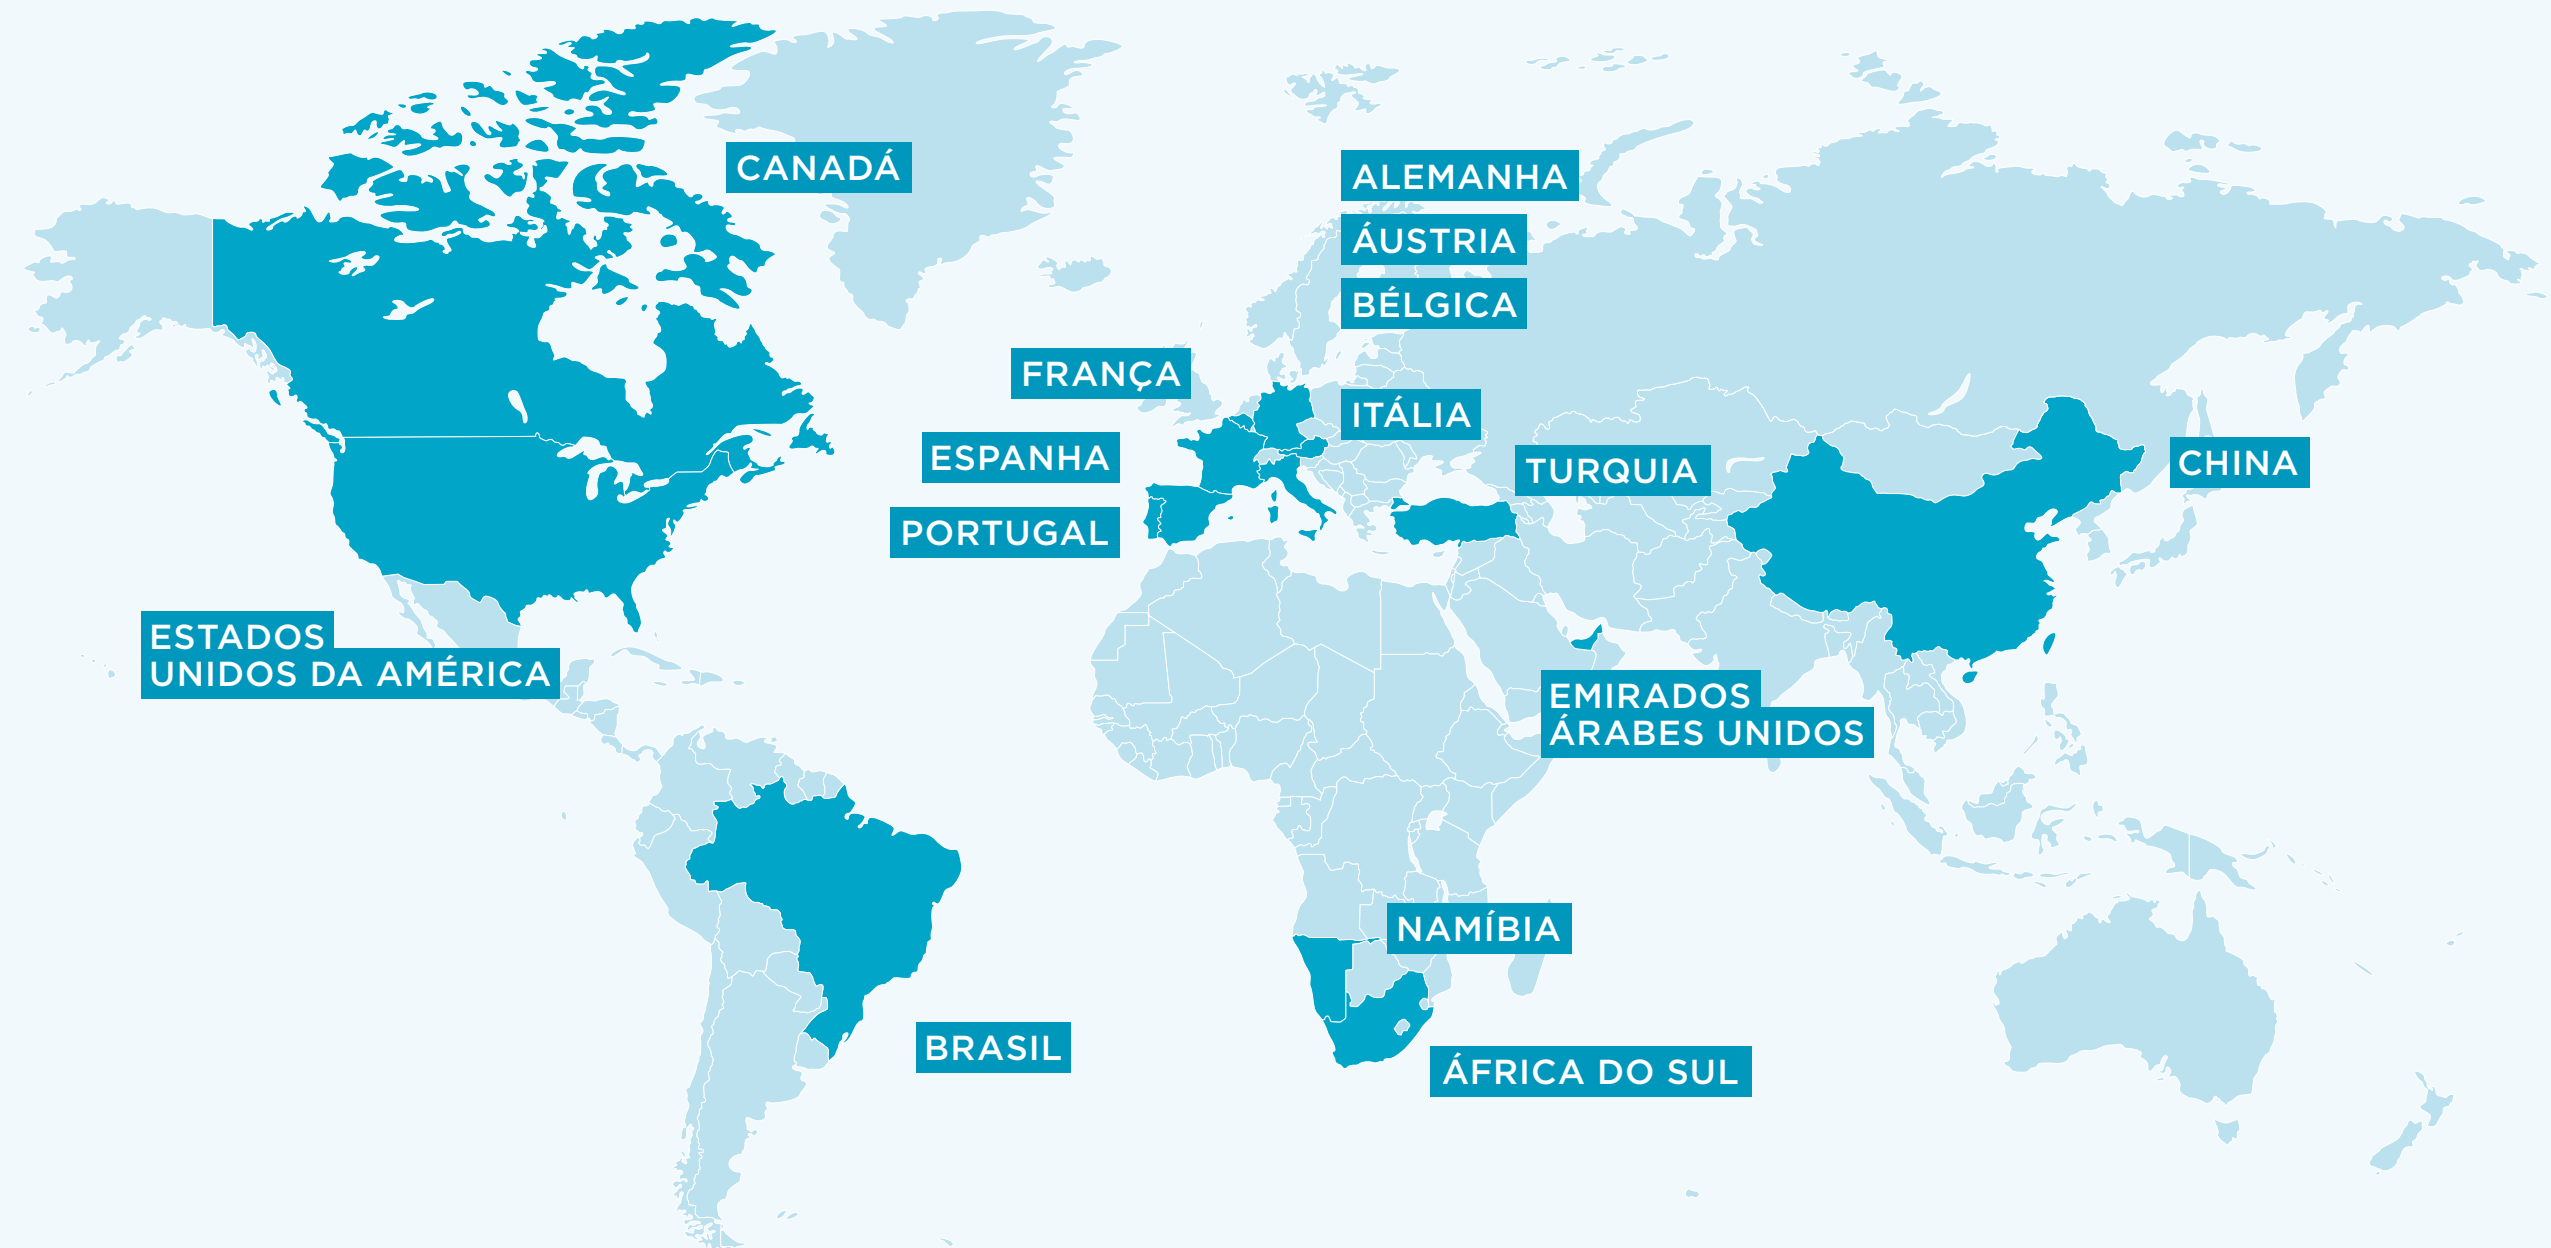 CANADÁ
ALEMANHA
ÁUSTRIA
BÉLGICA
FRANÇA
ITÁLIA
ESPANHA
TURQUIA
CHINA
PORTUGAL
ESTADOS
UNIDOS DA AMÉRICA
EMIRADOS
ÁRABES UNIDOS
NAMÍBIA
BRASIL
ÁFRICA DO SUL